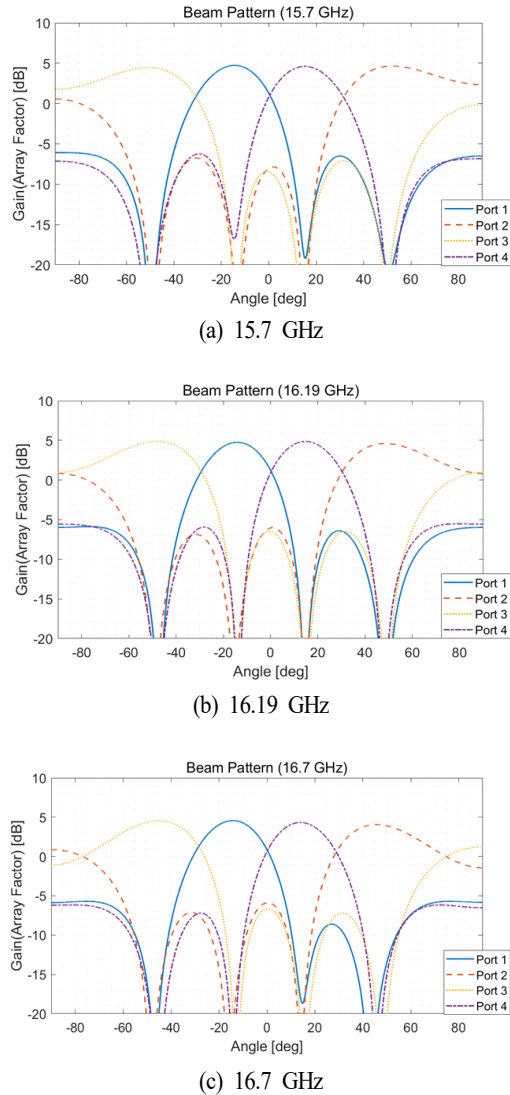 Beam Pattern (15.7 GHz)
Gain(Array Factor) [dB]
10
5
0
-5
-10
-15
-20
-80 -60 -40 -20 0 20 40 60 80
Angle [deg]
Port 1
Port 2
Port 3
Port 4
(a) 15.7 GHz
Beam Pattern (16.19 GHz)
Gain(Array Factor) [dB]
10
5
0
-5
-10
-15
-20
-80 -60 -40 -20 0 20 40 60 80
Angle [deg]
Port 1
Port 2
Port 3
Port 4
(b) 16.19 GHz
Beam Pattern (16.7 GHz)
Gain(Array Factor) [dB]
10
5
0
-5
-10
-15
-20
-80 -60 -40 -20 0 20 40 60 80
Angle [deg]
Port 1
Port 2
Port 3
Port 4
(c) 16.7 GHz